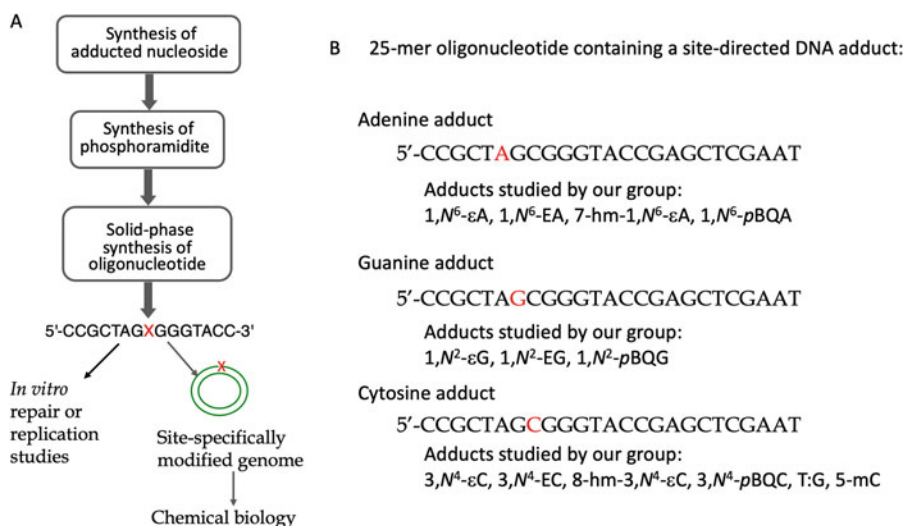 A
Synthesis of
adducted nucleoside
Synthesis of
phosphoramidite
Solid-phase
synthesis of
oligonucleotide
5'-CCGCTAGXGGGTACC-3'
X
In vitro
repair or
replication
studies
Site-specifically
modified genome
Chemical biology
B 25-mer oligonucleotide containing a site-directed DNA adduct:
Adenine adduct
5′-CCGCTAGCGGGTACCGAGCTCGAAT
Adducts studied by our group:
1,N⁶-εA, 1,N⁶-EA, 7-hm-1,N⁶-εA, 1,N⁶-pBQA
Guanine adduct
5′-CCGCTAGCGGGTACCGAGCTCGAAT
Adducts studied by our group:
1,N²-εG, 1,N²-EG, 1,N²-pBQG
Cytosine adduct
5′-CCGCTAGCGGGTACCGAGCTCGAAT
Adducts studied by our group:
3,N⁴-εC, 3,N⁴-EC, 8-hm-3,N⁴-εC, 3,N⁴-pBQC, T:G, 5-mC